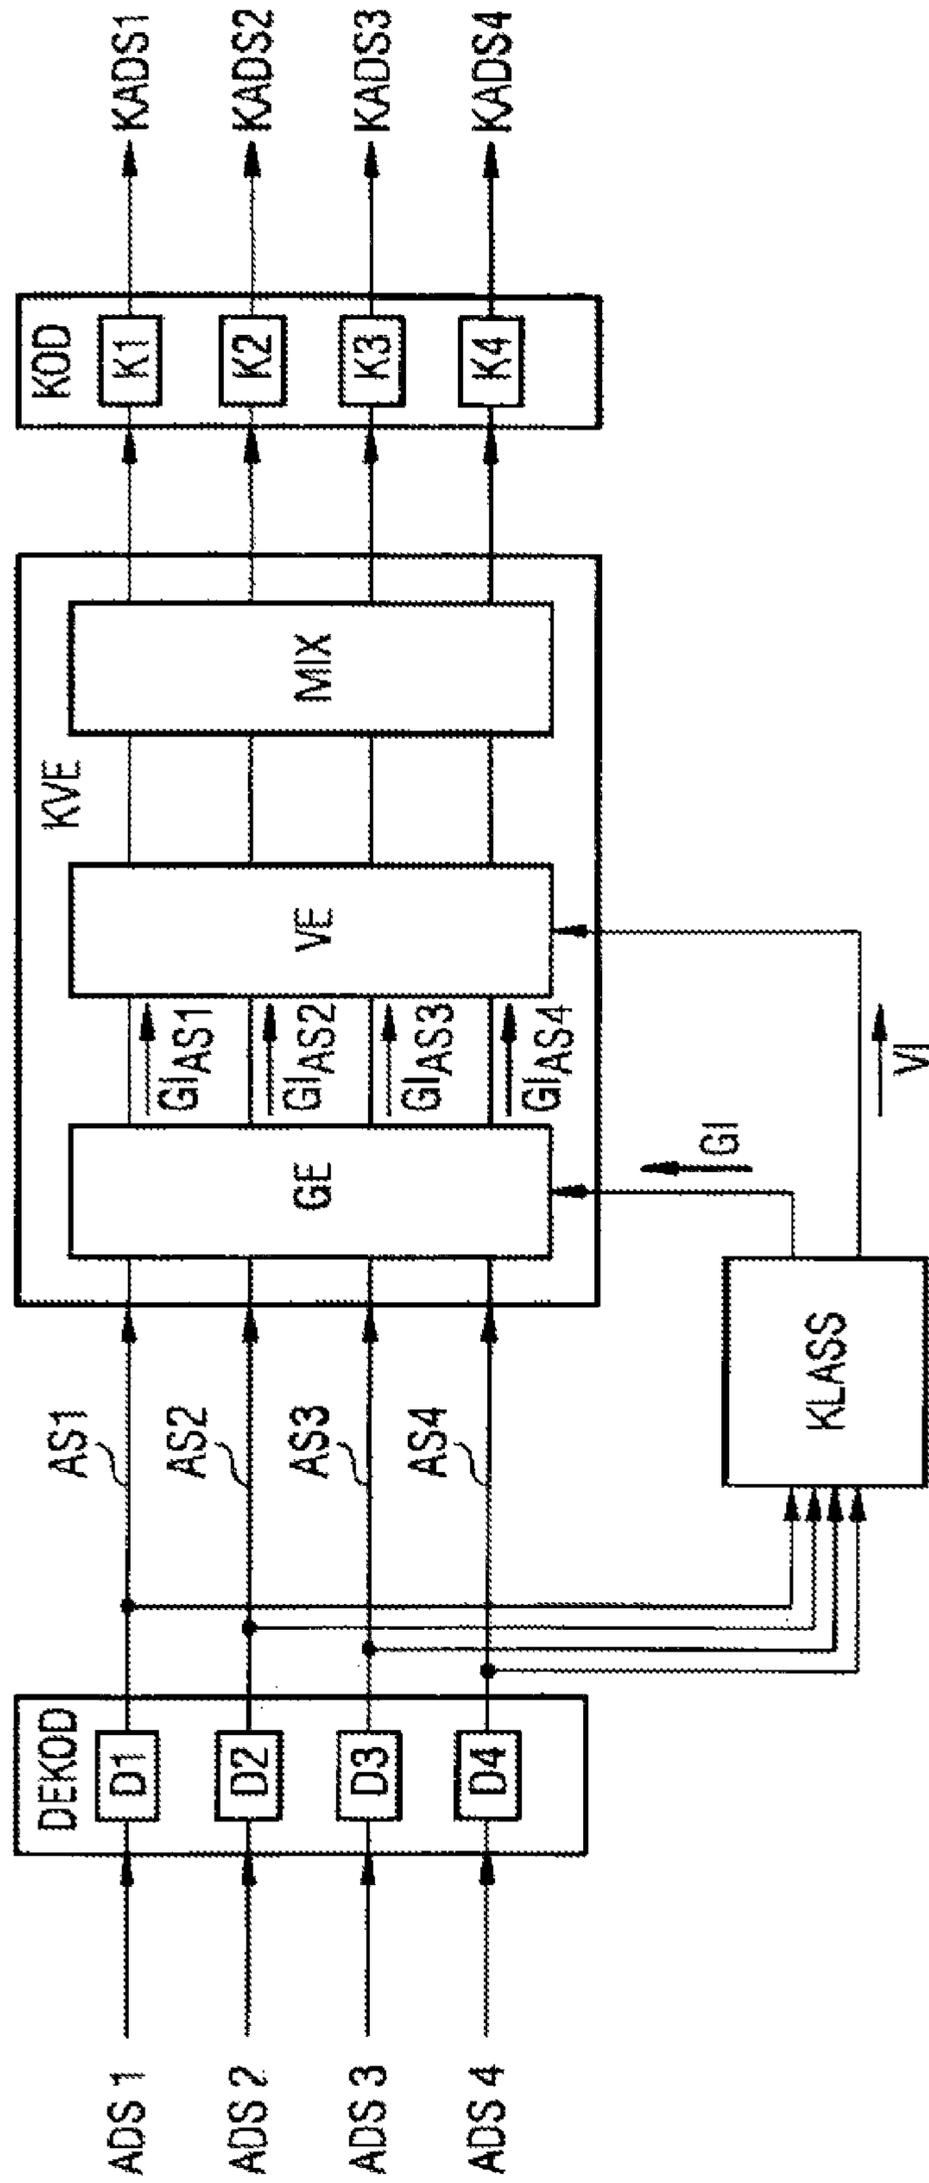 ADS 1
ADS 2
ADS 3
ADS 4
DEKOD
D1
D2
D3
D4
AS1
AS2
AS3
AS4
KLASS
GI
VI
KVE
GE
GIAS1
GIAS2
GIAS3
GIAS4
VE
MIX
KOD
K1
K2
K3
K4
KADS1
KADS2
KADS3
KADS4